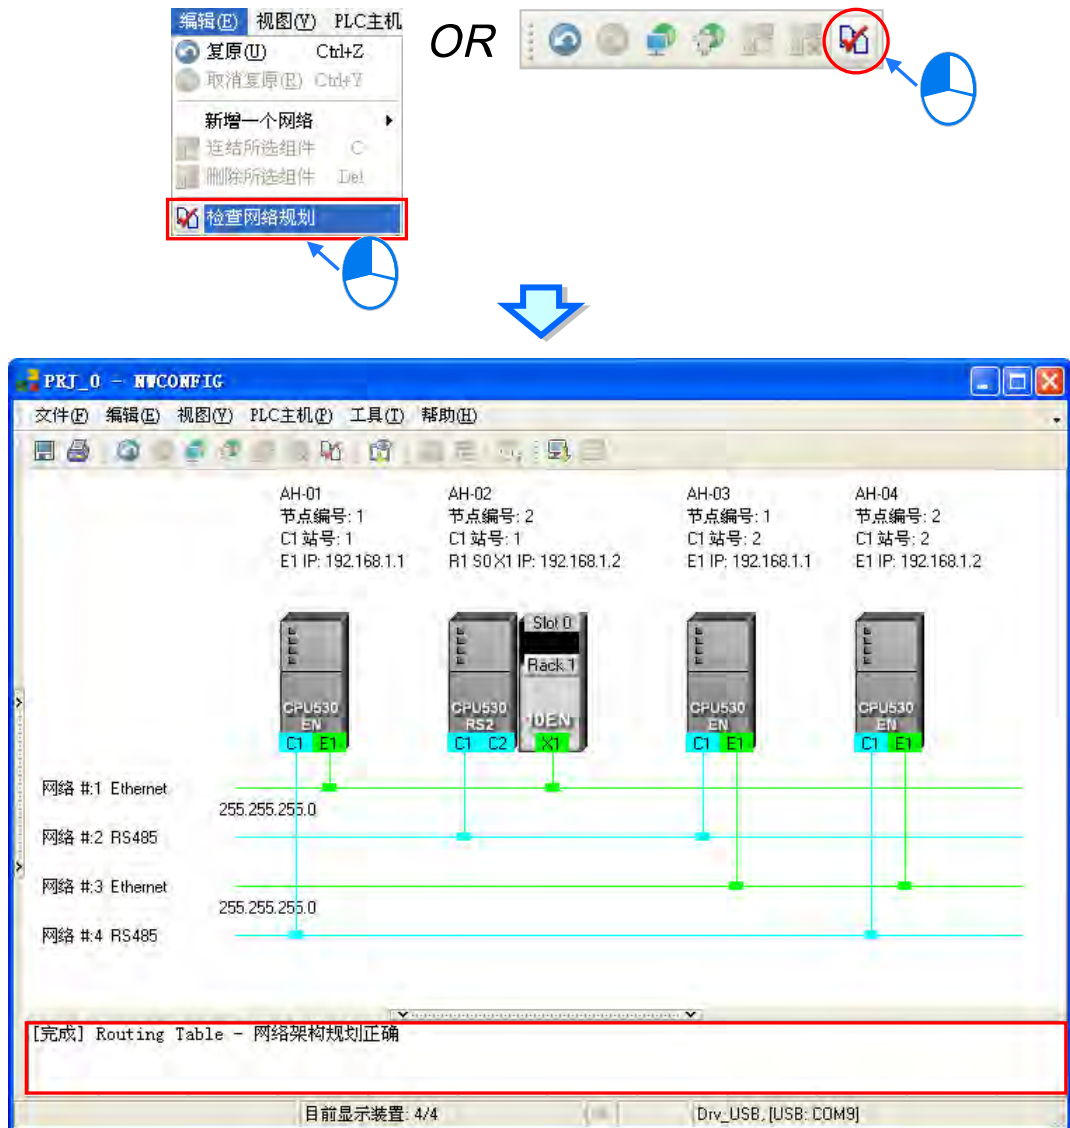 编辑(E) 视图(V) PLC主机
复原(U) Ctrl+Z
取消复原(R) Ctrl+Y
新增一个网络
连结所选组件 C
删除所选组件 Del
检查网络规划
OR
PRJ_0 - NWCONFIG
文件(F) 编辑(E) 视图(V) PLC主机(P) 工具(T) 帮助(H)
AH-01
节点编号: 1
C1 站号: 1
E1 IP: 192.168.1.1
AH-02
节点编号: 2
C1 站号: 1
R1 S0 X1 IP: 192.168.1.2
AH-03
节点编号: 1
C1 站号: 2
E1 IP: 192.168.1.1
AH-04
节点编号: 2
C1 站号: 2
E1 IP: 192.168.1.2
CPU530
EN
C1 E1
CPU530
RS2
C1 C2
Slot 0
Rack 1
10EN
X1
CPU530
EN
C1 E1
CPU530
EN
C1 E1
网络 #:1 Ethernet
255.255.255.0
网络 #:2 RS485
网络 #:3 Ethernet
255.255.255.0
网络 #:4 RS485
[完成] Routing Table - 网络架构规划正确
目前显示装置: 4/4
Drv_USB, [USB: COM9]